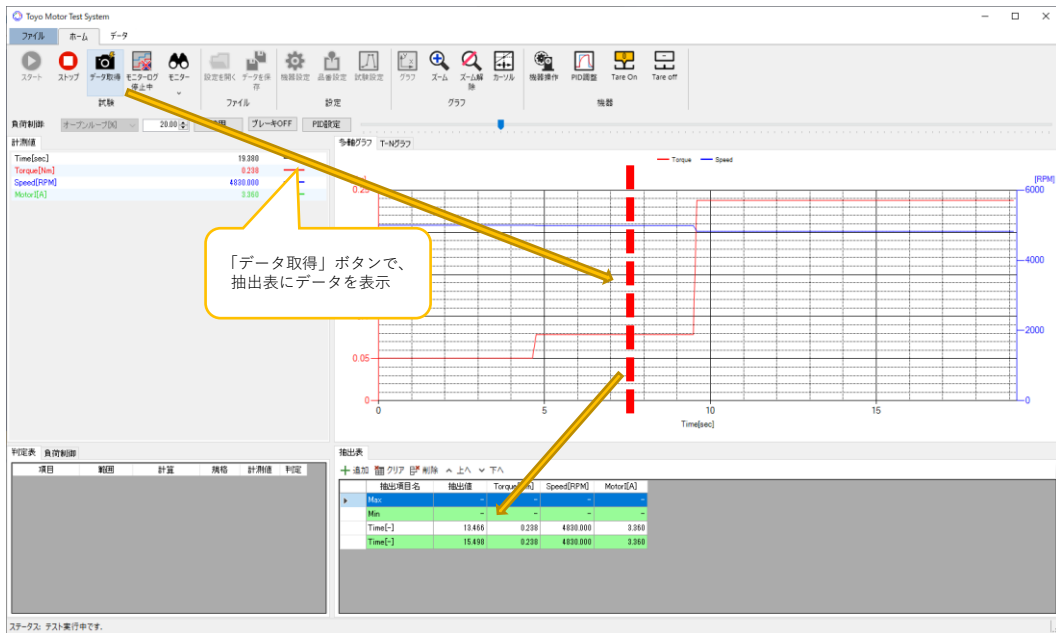 Toyo Motor Test System
ファイル ホーム データ
スタート ストップ データ取得 モニターログ停止中 モニター 設定を開く データを保存 機器設定 品番設定 試験設定 グラフ ズーム ズーム解除 カーソル 機器操作 PID調整 Tare On Tare off
試験 ファイル 設定 グラフ 機器
負荷制御 オープンループ[%] 20.00 ブレーキOFF PID設定
計測値
Time[sec] 19.380
Torque[Nm] 0.238
Speed[RPM] 4830.000
MotorI[A] 3.360
多軸グラフ T-Nグラフ
Torque Speed
[RPM]
0.25 6000
4000
2000
0.05
0 0
0 5 10 15
Time[sec]
「データ取得」ボタンで、
抽出表にデータを表示
判定表 負荷制御
項目 範囲 計算 規格 計測値 判定
抽出表
追加 クリア 削除 上へ 下へ
抽出項目名 抽出値 Speed[RPM] MotorI[A]
Max - - - -
Min - - - -
Time[-] 13.466 0.238 4830.000 3.360
Time[-] 15.498 0.238 4830.000 3.360
ステータス: テスト実行中です.